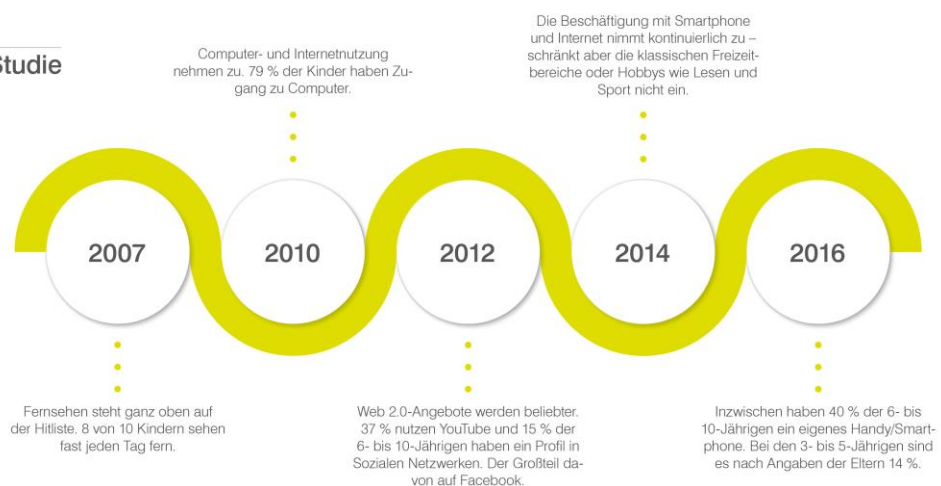 Studie
Computer- und Internetnutzung
nehmen zu. 79 % der Kinder haben Zu-
gang zu Computer.
Die Beschäftigung mit Smartphone
und Internet nimmt kontinuierlich zu –
schränkt aber die klassischen Freizeit-
bereiche oder Hobbys wie Lesen und
Sport nicht ein.
2007
2010
2012
2014
2016
Fernsehen steht ganz oben auf
der Hitliste. 8 von 10 Kindern sehen
fast jeden Tag fern.
Web 2.0-Angebote werden beliebter.
37 % nutzen YouTube und 15 % der
6- bis 10-Jährigen haben ein Profil in
Sozialen Netzwerken. Der Großteil da-
von auf Facebook.
Inzwischen haben 40 % der 6- bis
10-Jährigen ein eigenes Handy/Smart-
phone. Bei den 3- bis 5-Jährigen sind
es nach Angaben der Eltern 14 %.